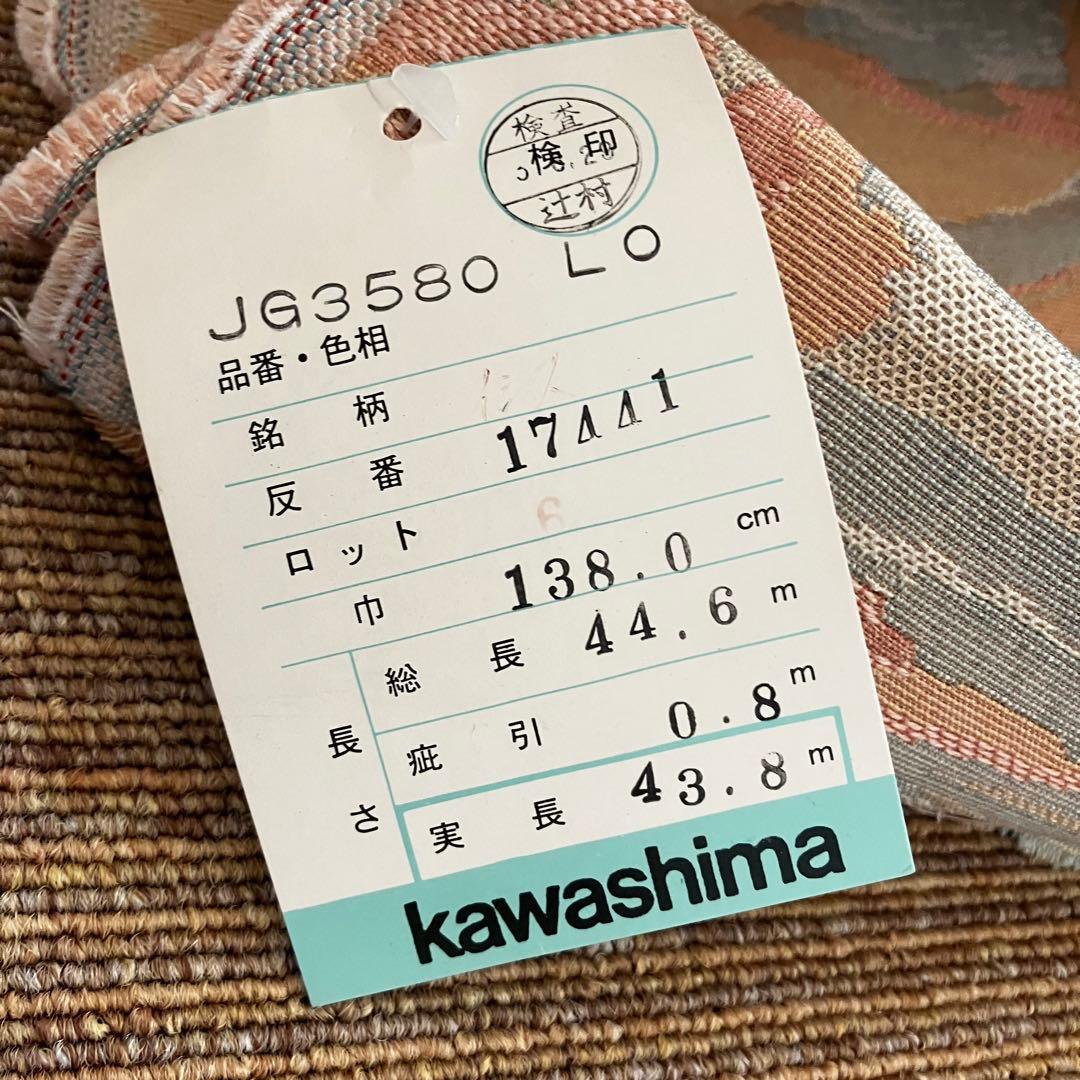 検査
検印
辻村
JG3580 LO
品番・色相
銘柄
反番 17441
ロット 6
巾 138.0 cm
長さ
総長 44.6 m
疵引 0.8 m
実長 43.8 m
kawashima